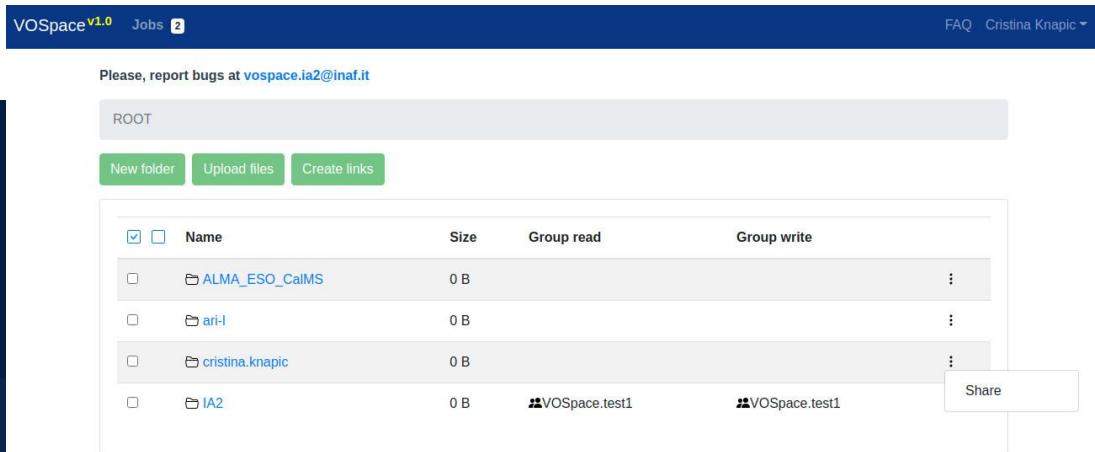 VOSpace v1.0 Jobs 2 FAQ Cristina Knapic
Please, report bugs at vospace.ia2@inaf.it
ROOT
New folder Upload files Create links
Name Size Group read Group write
ALMA_ESO_CalMS 0 B
ari-l 0 B
cristina.knapic 0 B
Share
IA2 0 B VOSpace.test1 VOSpace.test1